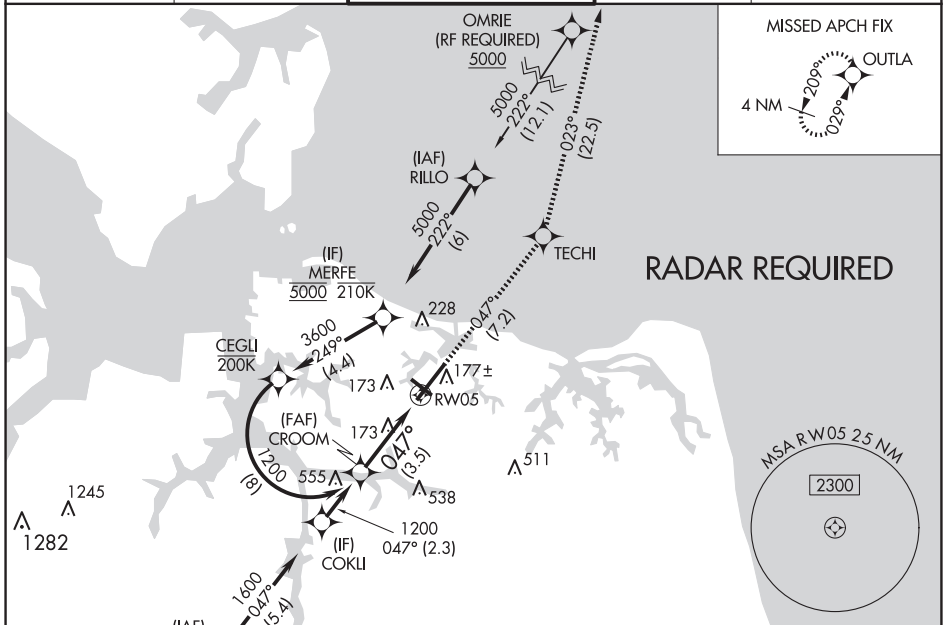 OMRIE
(RF REQUIRED)
5000
MISSED APCH FIX
OUTLA
209°
4 NM
029°
5000
222°
(12.1)
023°
(22.5)
(IAF)
RILLO
5000
222°
(6)
TECHI
RADAR REQUIRED
(IF)
MERFE
5000 210K
228
047°
(7.2)
CEGLI
200K
3600
249°
(4.4)
173
177±
RW05
(FAF)
CROOM
173
047°
(3.5)
1200
(8)
555
538
511
MSA RW05 25 NM
2300
1245
1282
1200
047° (2.3)
(IF)
COKLI
1600
047°
(5.4)
(IAF)